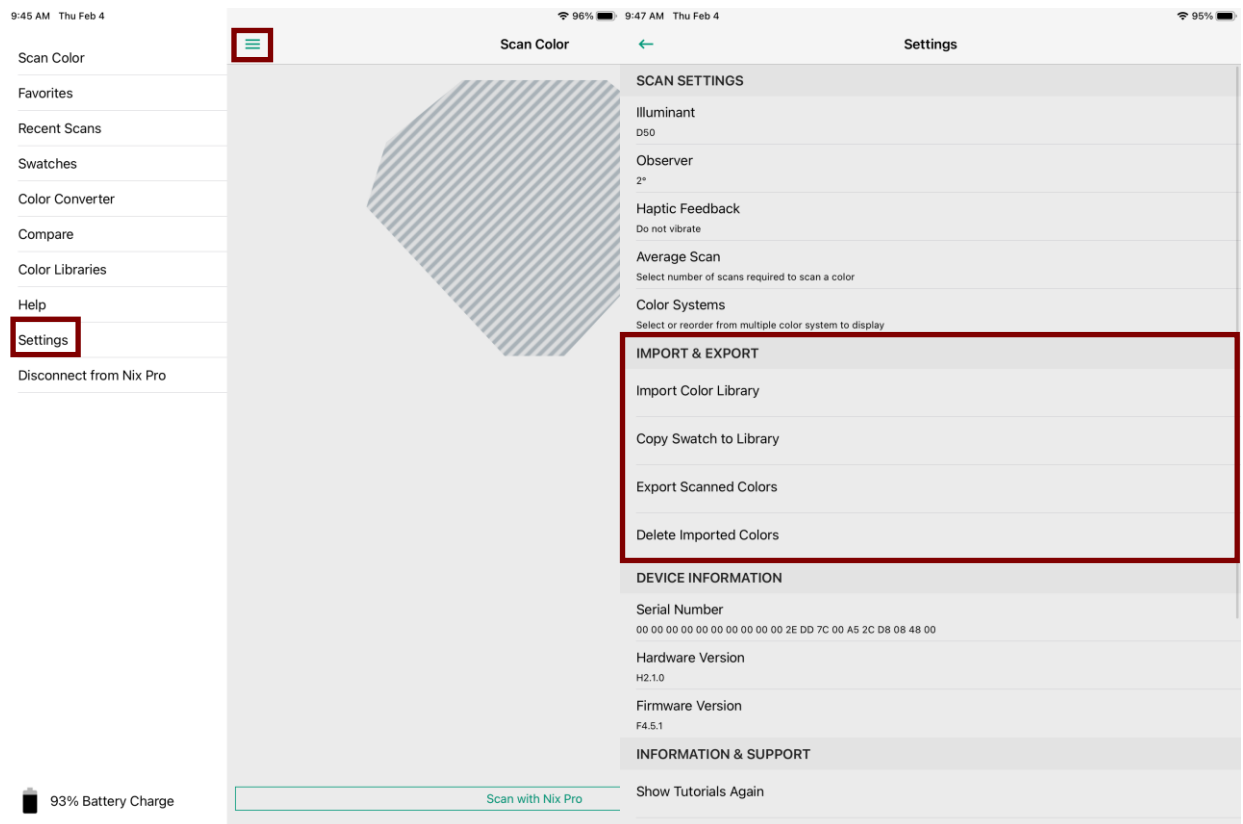 9:45 AM Thu Feb 4
96%
Scan Color
Favorites
Recent Scans
Swatches
Color Converter
Compare
Color Libraries
Help
Settings
Disconnect from Nix Pro
93% Battery Charge
Scan Color
Scan with Nix Pro
9:47 AM Thu Feb 4
95%
Settings
SCAN SETTINGS
Illuminant
D50
Observer
2°
Haptic Feedback
Do not vibrate
Average Scan
Select number of scans required to scan a color
Color Systems
Select or reorder from multiple color system to display
IMPORT & EXPORT
Import Color Library
Copy Swatch to Library
Export Scanned Colors
Delete Imported Colors
DEVICE INFORMATION
Serial Number
00 00 00 00 00 00 00 00 00 00 2E DD 7C 00 A5 2C D8 08 48 00
Hardware Version
H2.1.0
Firmware Version
F4.5.1
INFORMATION & SUPPORT
Show Tutorials Again